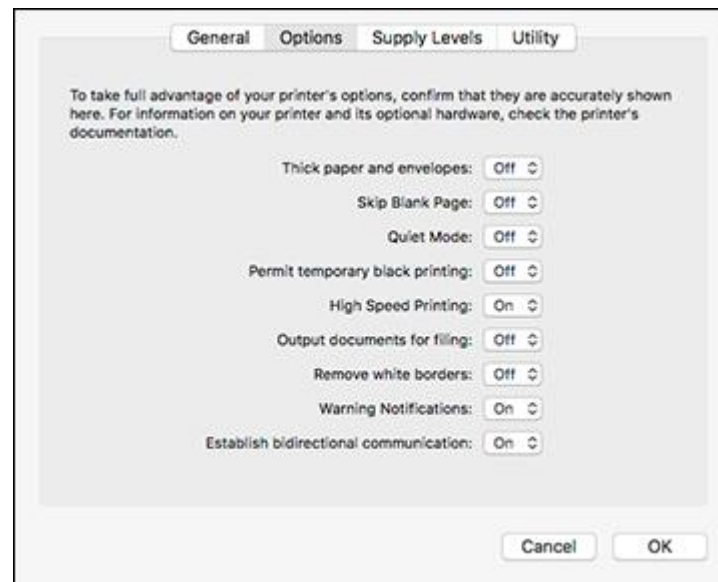 General Options Supply Levels Utility
To take full advantage of your printer's options, confirm that they are accurately shown
here. For information on your printer and its optional hardware, check the printer's
documentation.
Thick paper and envelopes: Off
Skip Blank Page: Off
Quiet Mode: Off
Permit temporary black printing: Off
High Speed Printing: On
Output documents for filing: Off
Remove white borders: Off
Warning Notifications: On
Establish bidirectional communication: On
Cancel OK